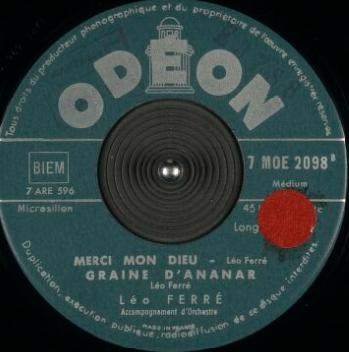 Tous droits du producteur phonographique et du propriétaire de l'œuvre enregistrée réservés
ODEON
BIEM
7 MOE 2098 B
7 ARE 596
Médium
Microsillon
45
Long
MERCI MON DIEU - Léo Ferré
GRAINE D'ANANAR
Léo Ferré
Léo FERRÉ
Accompagnement d'Orchestre
MADE IN FRANCE
Duplication, exécution publique, radiodiffusion de ce disque interdites.